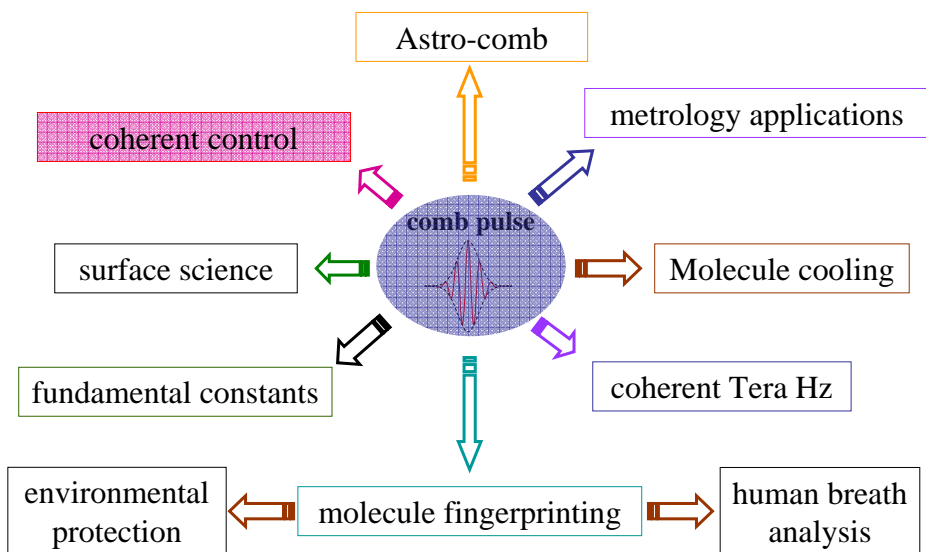 Astro-comb
metrology applications
coherent control
comb pulse
surface science
Molecule cooling
fundamental constants
coherent Tera Hz
environmental
protection
molecule fingerprinting
human breath
analysis